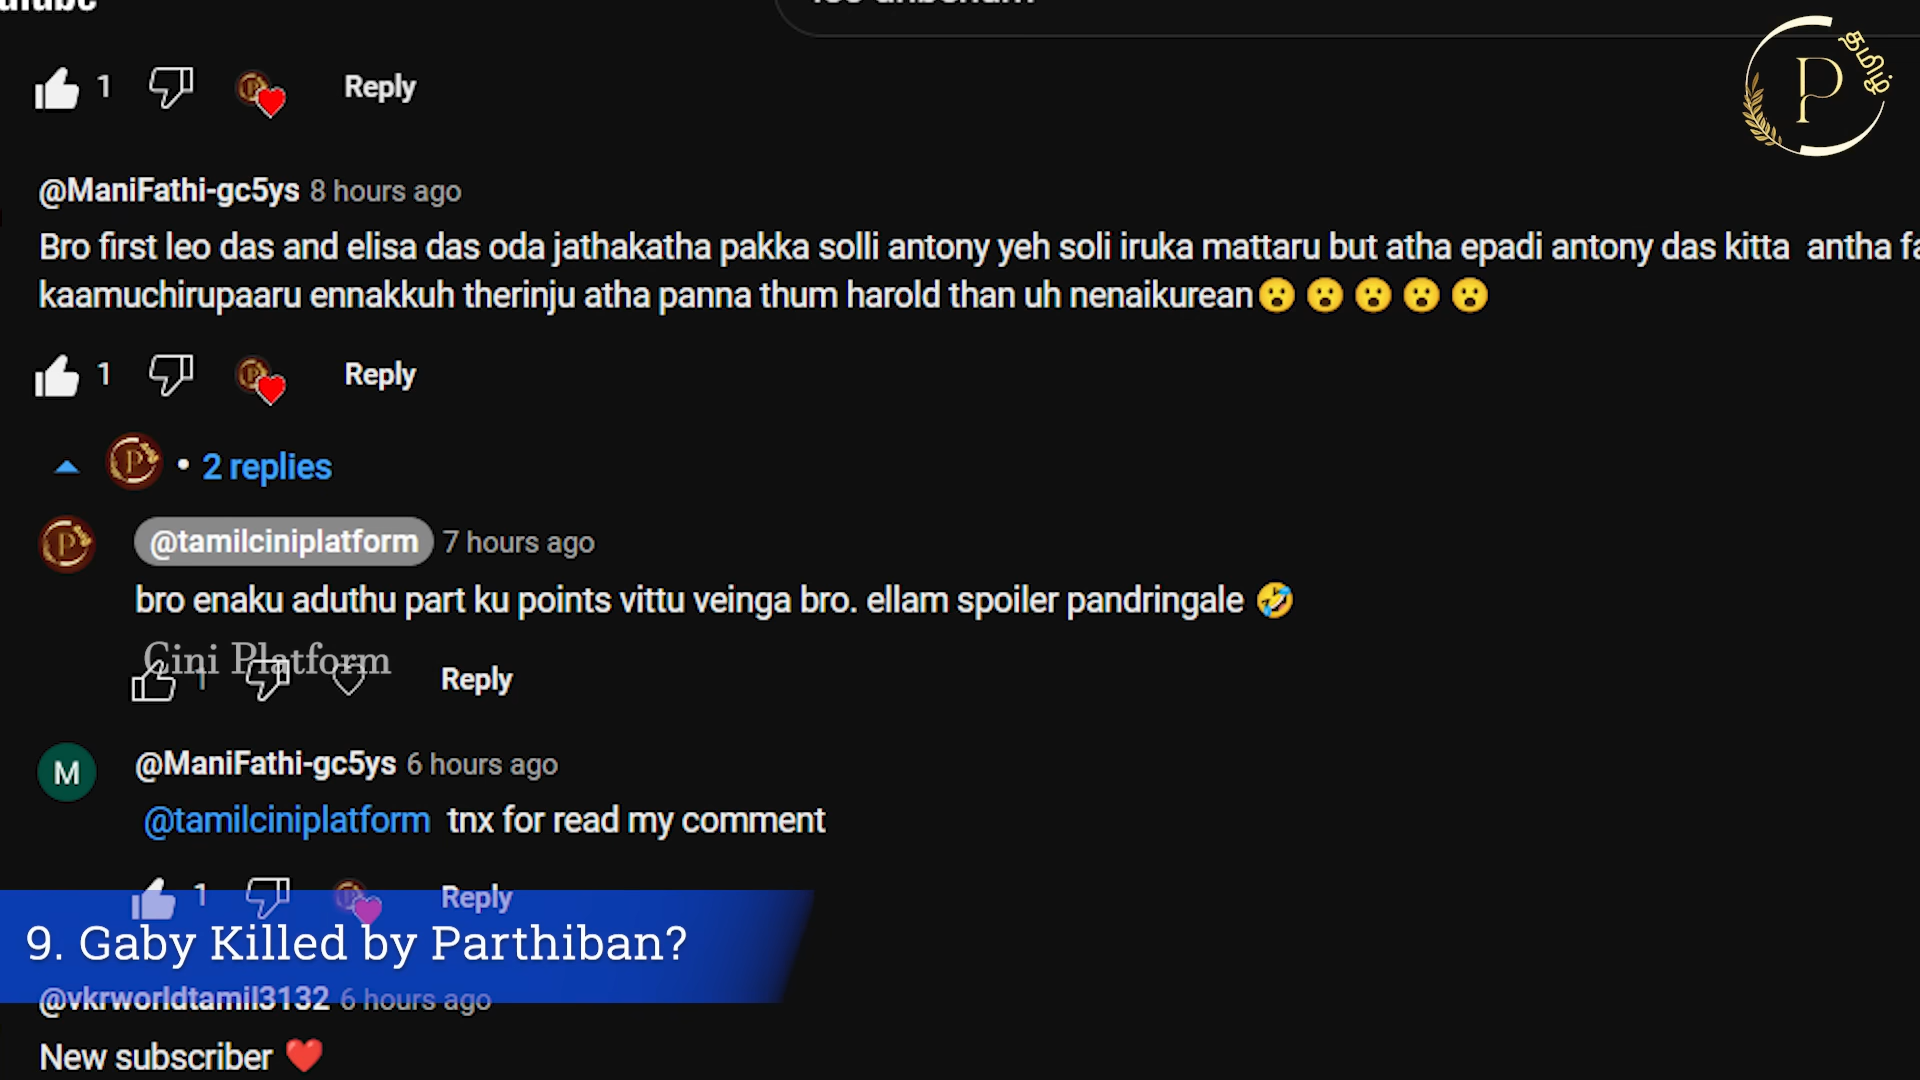 தமிழ்
P
1 Reply
@ManiFathi-gc5ys 8 hours ago
Bro first leo das and elisa das oda jathakatha pakka solli antony yeh soli iruka mattaru but atha epadi antony das kitta antha
kaamuchirupaaru ennakkuh therinju atha panna thum harold than uh nenaikurean😮😮😮😮😮
1 Reply
• 2 replies
@tamilciniplatform 7 hours ago
bro enaku aduthu part ku points vittu veinga bro. ellam spoiler pandringale 🤣
Cini Platform
1 Reply
M @ManiFathi-gc5ys 6 hours ago
@tamilciniplatform tnx for read my comment
1 Reply
9. Gaby Killed by Parthiban?
@vkrworldtamil3132 6 hours ago
New subscriber ❤️